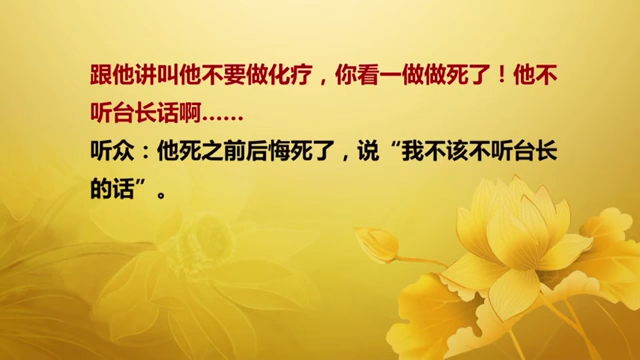 跟他讲叫他不要做化疗，你看一做做死了！他不
听台长话啊……
听众：他死之前后悔死了，说“我不该不听台长
的话”。